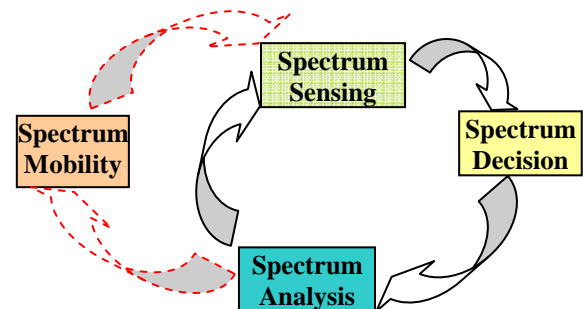 Spectrum
Sensing
Spectrum
Mobility
Spectrum
Decision
Spectrum
Analysis